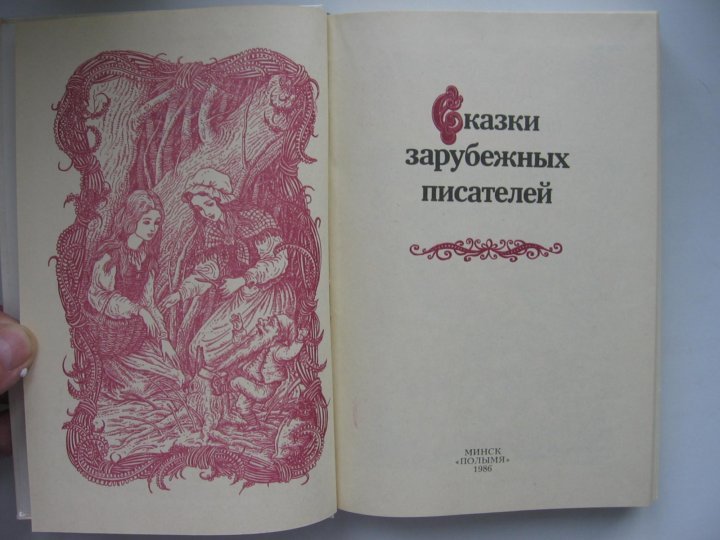 Сказки
зарубежных
писателей
МИНСК
«ПОЛЫМЯ»
1986